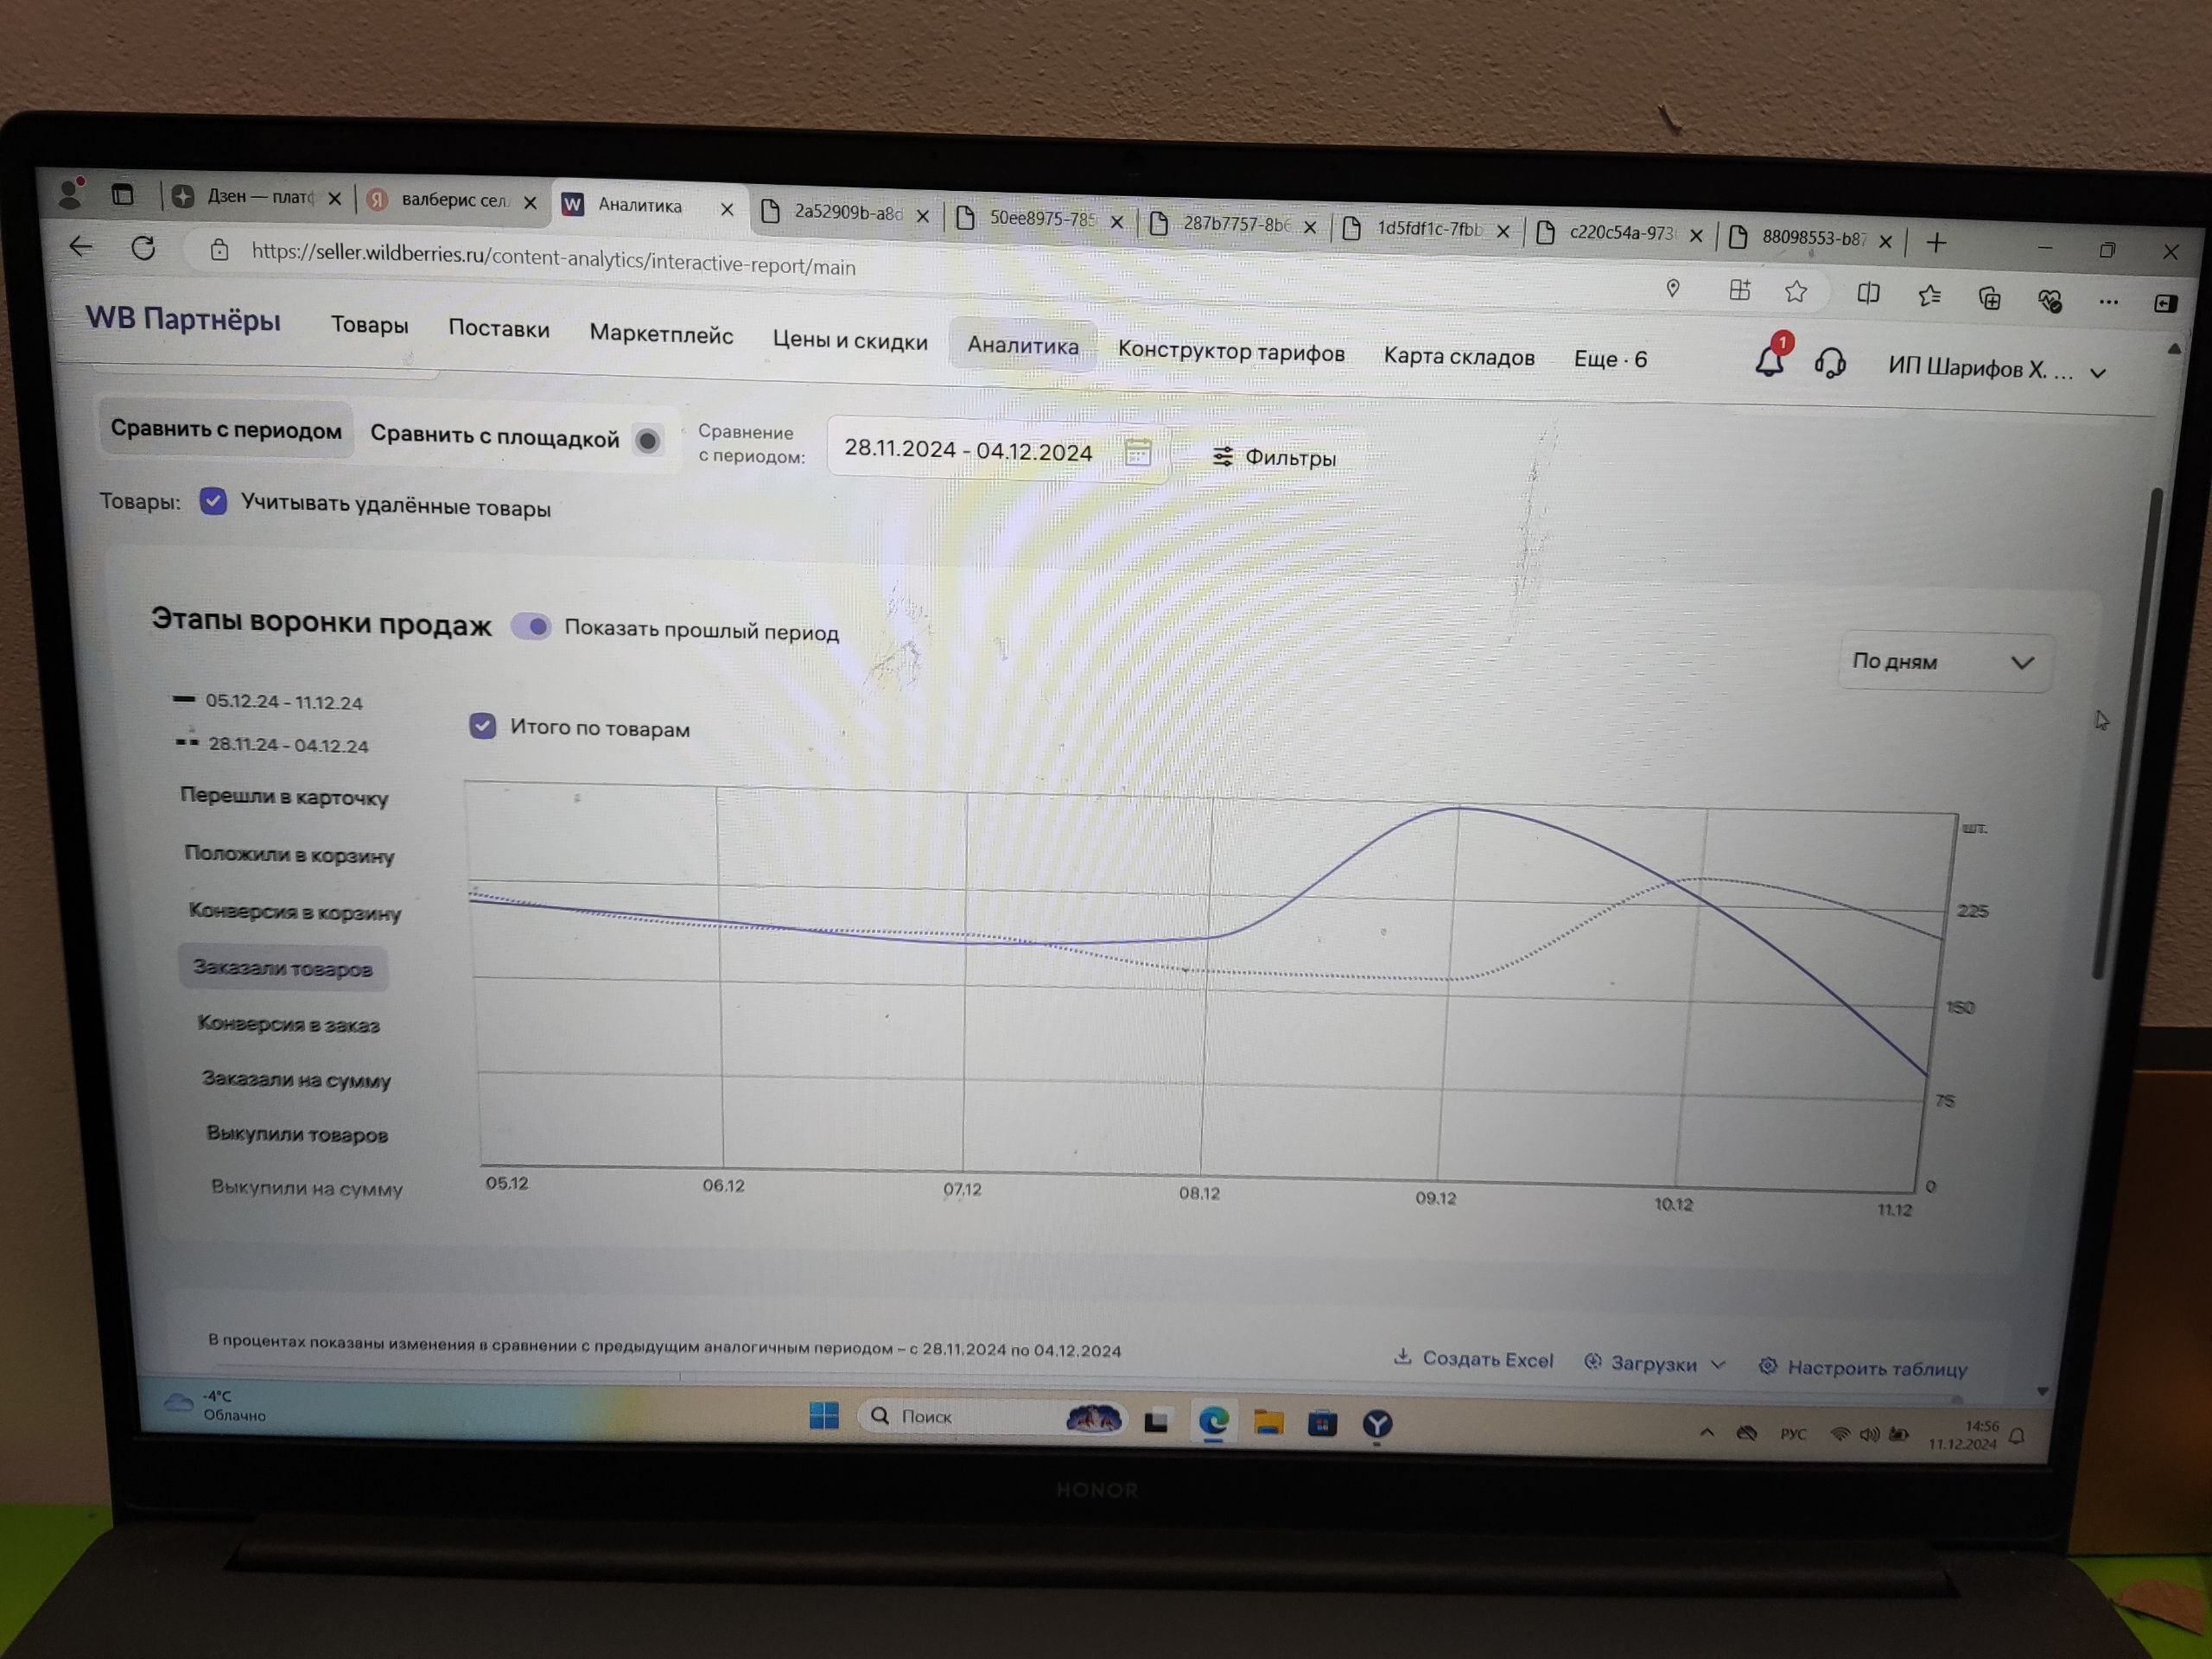 Дзен — платф
валберис сел
Аналитика
2a52909b-a8d
50ee8975-785
287b7757-8b6
1d5fdf1c-7fbb
c220c54a-973
88098553-b87
https://seller.wildberries.ru/content-analytics/interactive-report/main
WB Партнёры
Товары
Поставки
Маркетплейс
Цены и скидки
Аналитика
Конструктор тарифов
Карта складов
Еще · 6
1
ИП Шарифов Х. ...
Сравнить с периодом
Сравнить с площадкой
Сравнение
с периодом:
28.11.2024 - 04.12.2024
Фильтры
Товары:
Учитывать удалённые товары
Этапы воронки продаж
Показать прошлый период
По дням
05.12.24 - 11.12.24
28.11.24 - 04.12.24
Итого по товарам
Перешли в карточку
Положили в корзину
Конверсия в корзину
Заказали товаров
Конверсия в заказ
Заказали на сумму
Выкупили товаров
Выкупили на сумму
шт.
225
150
75
0
05.12
06.12
07.12
08.12
09.12
10.12
11.12
В процентах показаны изменения в сравнении с предыдущим аналогичным периодом – с 28.11.2024 по 04.12.2024
Создать Excel
Загрузки
Настроить таблицу
-4°C
Облачно
Поиск
РУС
14:56
11.12.2024
HONOR